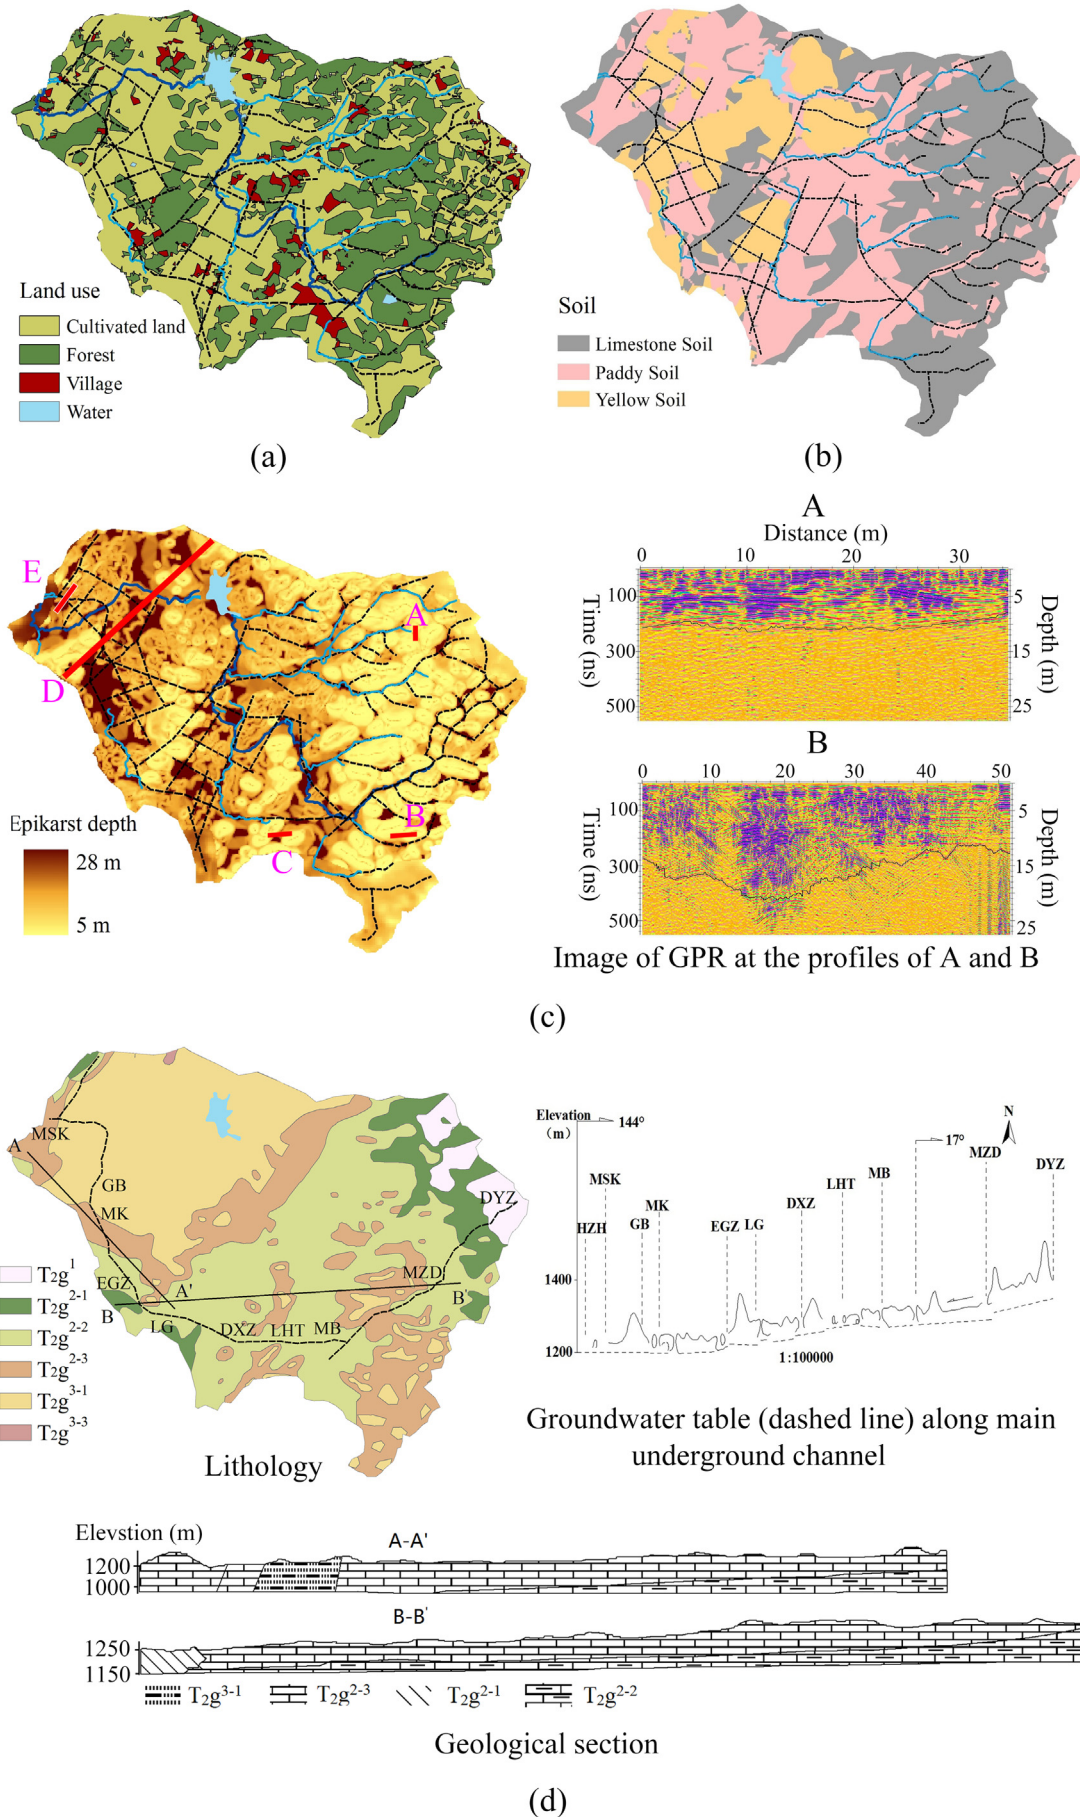 Land use
Cultivated land
Forest
Village
Water
(a)
Soil
Limestone Soil
Paddy Soil
Yellow Soil
(b)
E
D
A
B
C
Epikarst depth
28 m
5 m
A
Distance (m)
0 10 20 30
100
300
500
Time (ns)
5
15
25
Depth (m)
B
0 10 20 30 40 50
100
300
500
Time (ns)
5
15
25
Depth (m)
Image of GPR at the profiles of A and B
(c)
A
MSK
GB
MK
EGZ
A'
B
LG
DXZ
LHT
MB
MZD
B'
DYZ
T2g1
T2g2-1
T2g2-2
T2g2-3
T2g3-1
T2g3-3
Lithology
Elevation
(m)
144°
17°
N
MSK
HZH
GB
MK
EGZ
LG
DXZ
LHT
MB
MZD
DYZ
1400
1200
1:100000
Groundwater table (dashed line) along main
underground channel
Elevstion (m)
A-A'
1200
1000
B-B'
1250
1150
T2g3-1
T2g2-3
T2g2-1
T2g2-2
Geological section
(d)